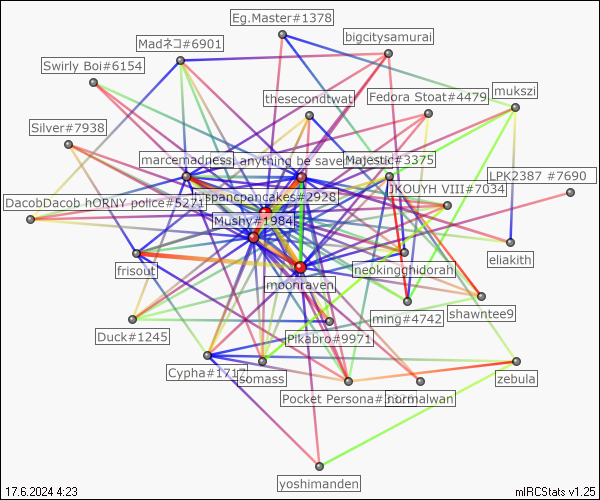 Eg.Master#1378
bigcitysamurai
Madネコ#6901
Swirly Boi#6154
mukszi
thesecondtwat
Fedora Stoat#4479
Silver#7938
marcemadness
anything be save
Majestic#3375
LPK2387 #7690
JKOUYH VIII#7034
DacobDacob hORNY police#5271
spancpancakes#2928
Mushy#1984
eliakith
frisout
neokingghidorah
moonraven
ming#4742
shawntee9
Duck#1245
Pikabro#9971
Cypha#1717
isomass
zebula
Pocket Persona#
normalwan
yoshimanden
17.6.2024 4:23
mIRCStats v1.25